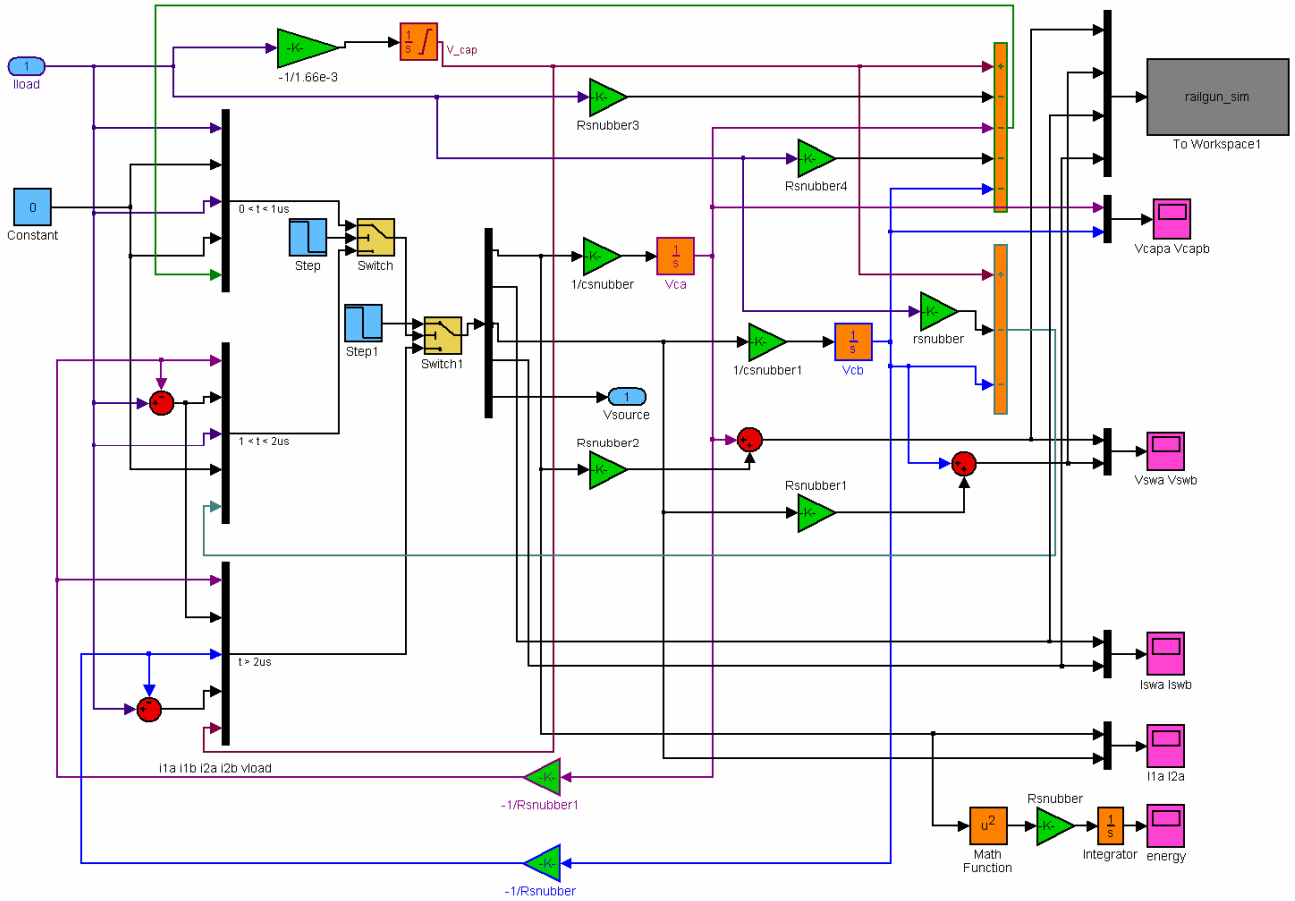 1
Iload
-K-
-1/1.66e-3
1
s
V_cap
-K-
Rsnubber3
-K-
Rsnubber4
+
-
-
-
-
railgun_sim
To Workspace1
0
Constant
0 < t < 1us
Step
Switch
Vcapa Vcapb
-K-
1/csnubber
1
s
Vca
+
-
-
-K-
rsnubber
Step1
Switch1
-K-
1/csnubber1
1
s
Vcb
1
Vsource
+
-
1 < t < 2us
Rsnubber2
-K-
+
+
Rsnubber1
-K-
+
+
Vswa Vswb
t > 2us
+
-
Iswa Iswb
i1a i1b i2a i2b vload
-K-
-1/Rsnubber1
I1a I2a
u2
Math
Function
Rsnubber
-K-
1
s
Integrator
energy
-K-
-1/Rsnubber